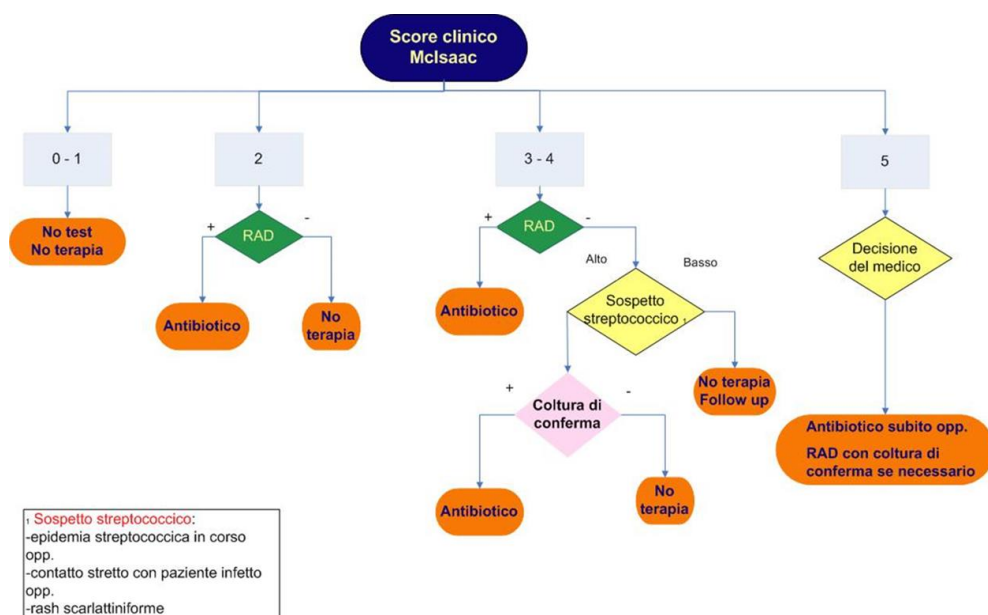 Score clinico
McIsaac
0 - 1
2
3 - 4
5
No test
No terapia
+
RAD
-
Antibiotico
No
terapia
+
RAD
-
Alto
Basso
Antibiotico
Sospetto
streptococcico 1
Decisione
del medico
+
Coltura di
conferma
-
No terapia
Follow up
Antibiotico
No
terapia
Antibiotico subito opp.
RAD con coltura di
conferma se necessario
1 Sospetto streptococcico:
-epidemia streptococcica in corso
opp.
-contatto stretto con paziente infetto
opp.
-rash scarlattiniforme